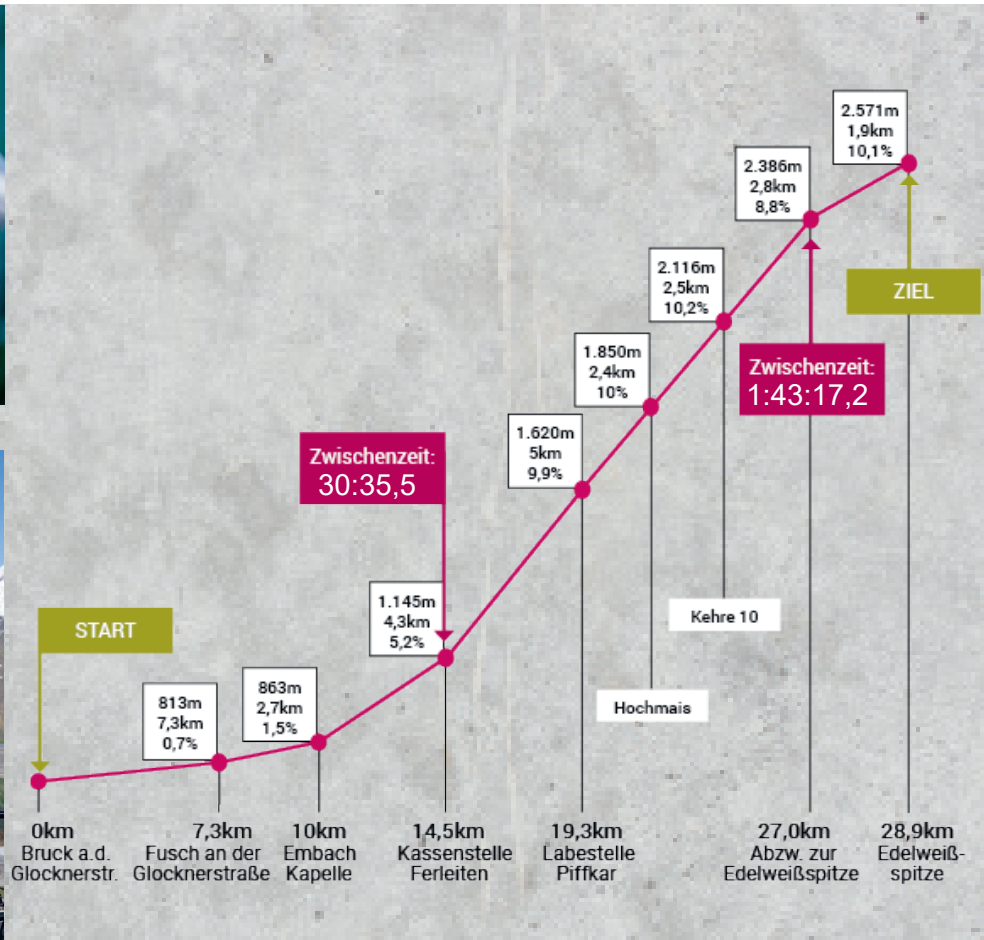 2.571m
1,9km
10,1%
2.386m
2,8km
8,8%
ZIEL
2.116m
2,5km
10,2%
1.850m
2,4km
10%
Zwischenzeit:
1:43:17,2
1.620m
5km
9,9%
Zwischenzeit:
30:35,5
1.145m
4,3km
5,2%
START
Kehre 10
863m
2,7km
1,5%
813m
7,3km
0,7%
Hochmais
0km
Bruck a.d.
Glocknerstr.
7,3km
Fusch an der
Glocknerstraße
10km
Embach
Kapelle
14,5km
Kassenstelle
Ferleiten
19,3km
Labestelle
Piffkar
27,0km
Abzw. zur
Edelweißspitze
28,9km
Edelweiß-
spitze